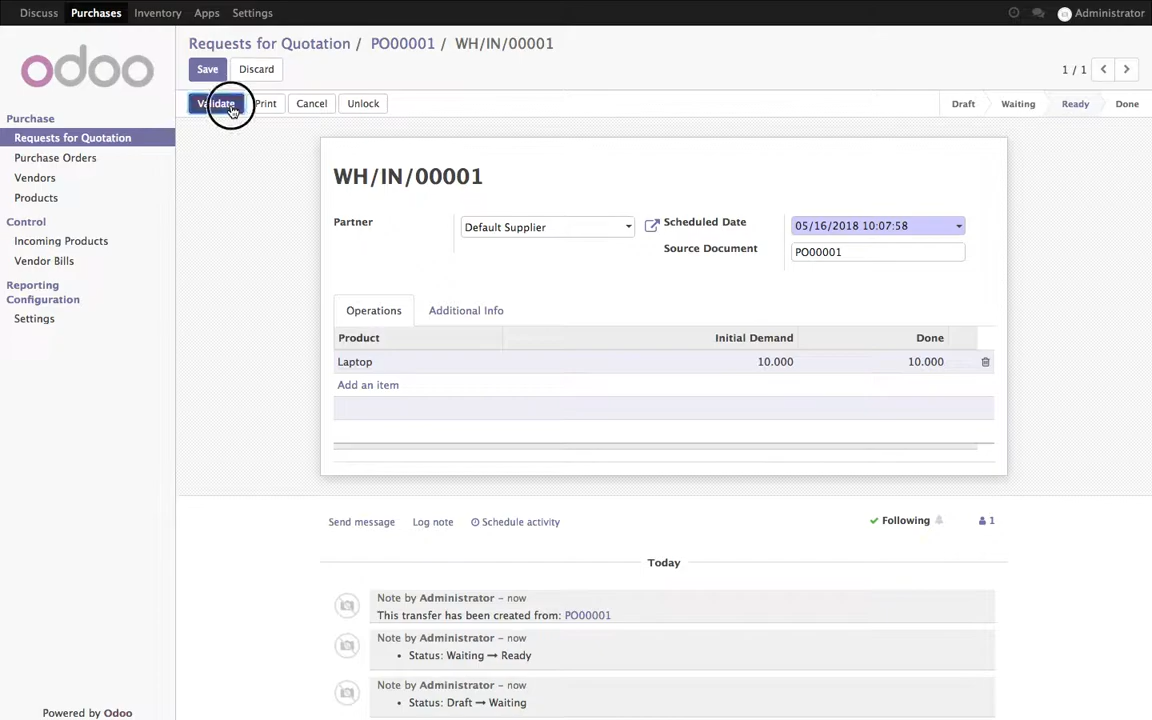 Discuss Purchases Inventory Apps Settings Administrator
odoo
Requests for Quotation / PO00001 / WH/IN/00001
Save Discard 1 / 1
Validate Print Cancel Unlock Draft Waiting Ready Done
Purchase
Requests for Quotation
Purchase Orders
Vendors
Products
Control
Incoming Products
Vendor Bills
Reporting
Configuration
Settings
Powered by Odoo
WH/IN/00001
Partner Default Supplier Scheduled Date 05/16/2018 10:07:58
Source Document PO00001
Operations Additional Info
Product Initial Demand Done
Laptop 10.000 10.000
Add an item
Send message Log note Schedule activity Following 1
Today
Note by Administrator – now
This transfer has been created from: PO00001
Note by Administrator – now
• Status: Waiting → Ready
Note by Administrator – now
• Status: Draft → Waiting